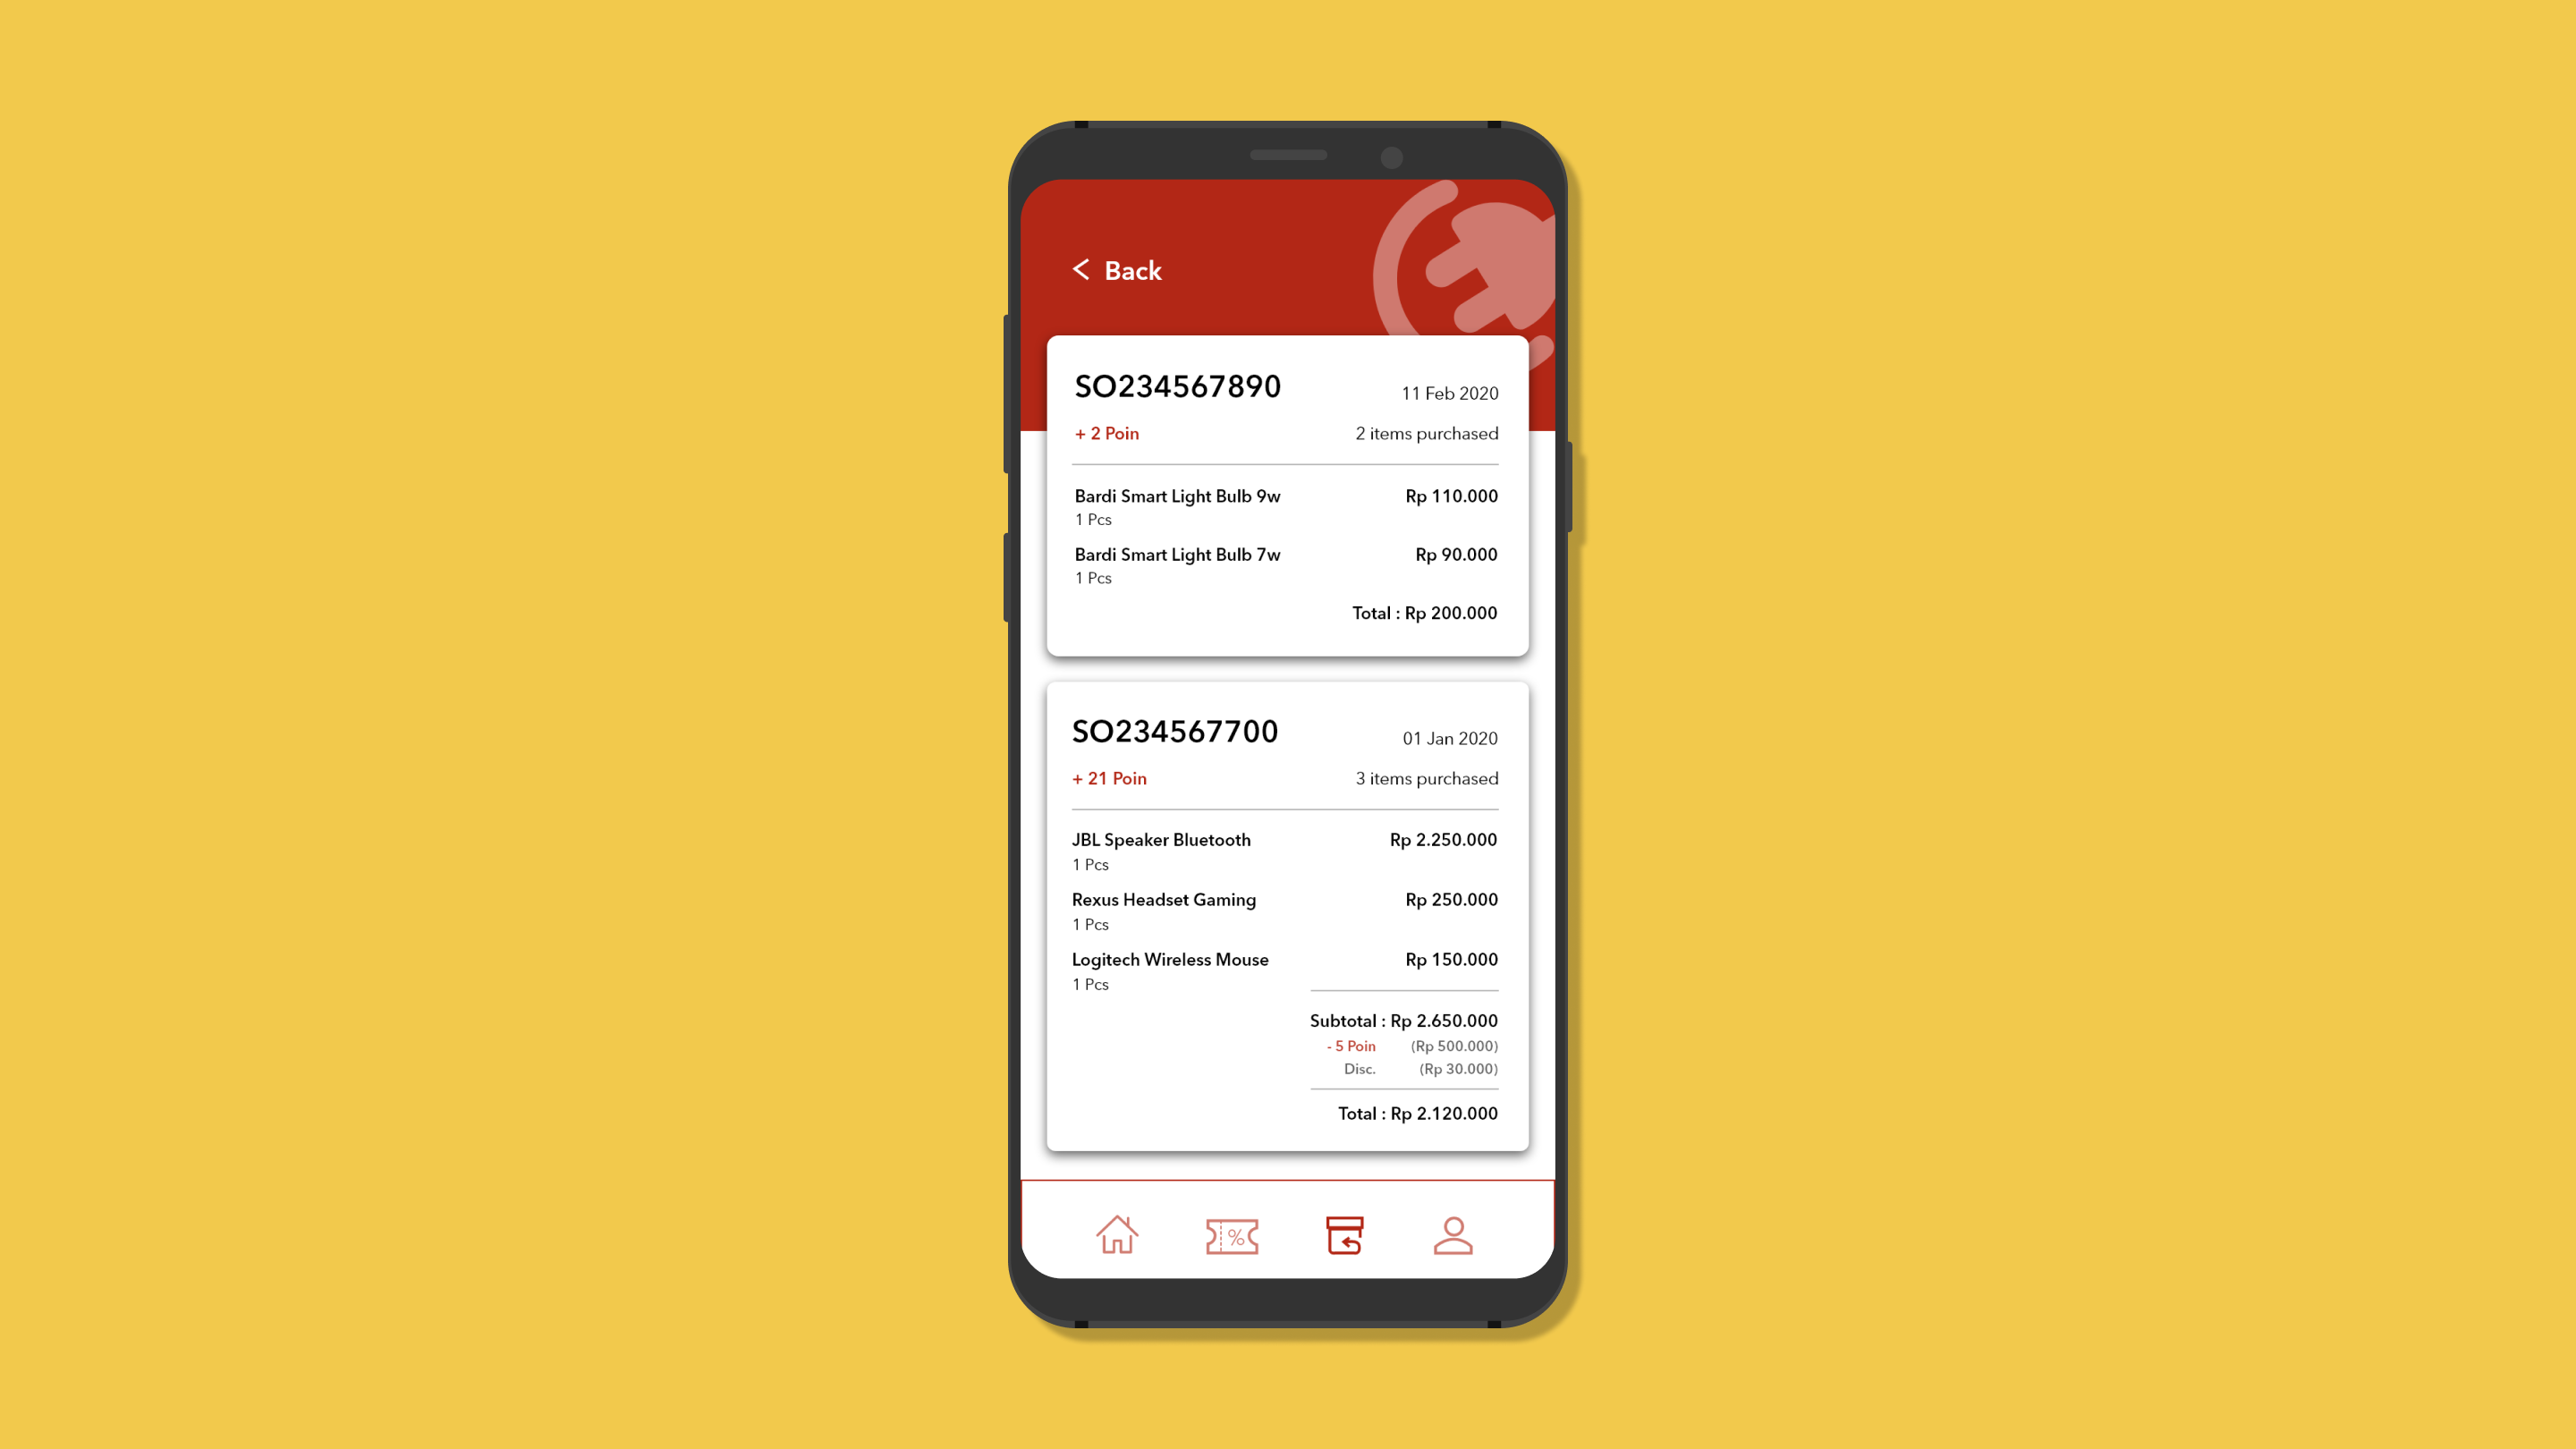 < Back
SO234567890 11 Feb 2020
+ 2 Poin 2 items purchased
Bardi Smart Light Bulb 9w Rp 110.000
1 Pcs
Bardi Smart Light Bulb 7w Rp 90.000
1 Pcs
Total : Rp 200.000
SO234567700 01 Jan 2020
+ 21 Poin 3 items purchased
JBL Speaker Bluetooth Rp 2.250.000
1 Pcs
Rexus Headset Gaming Rp 250.000
1 Pcs
Logitech Wireless Mouse Rp 150.000
1 Pcs
Subtotal : Rp 2.650.000
- 5 Poin (Rp 500.000)
Disc. (Rp 30.000)
Total : Rp 2.120.000
%